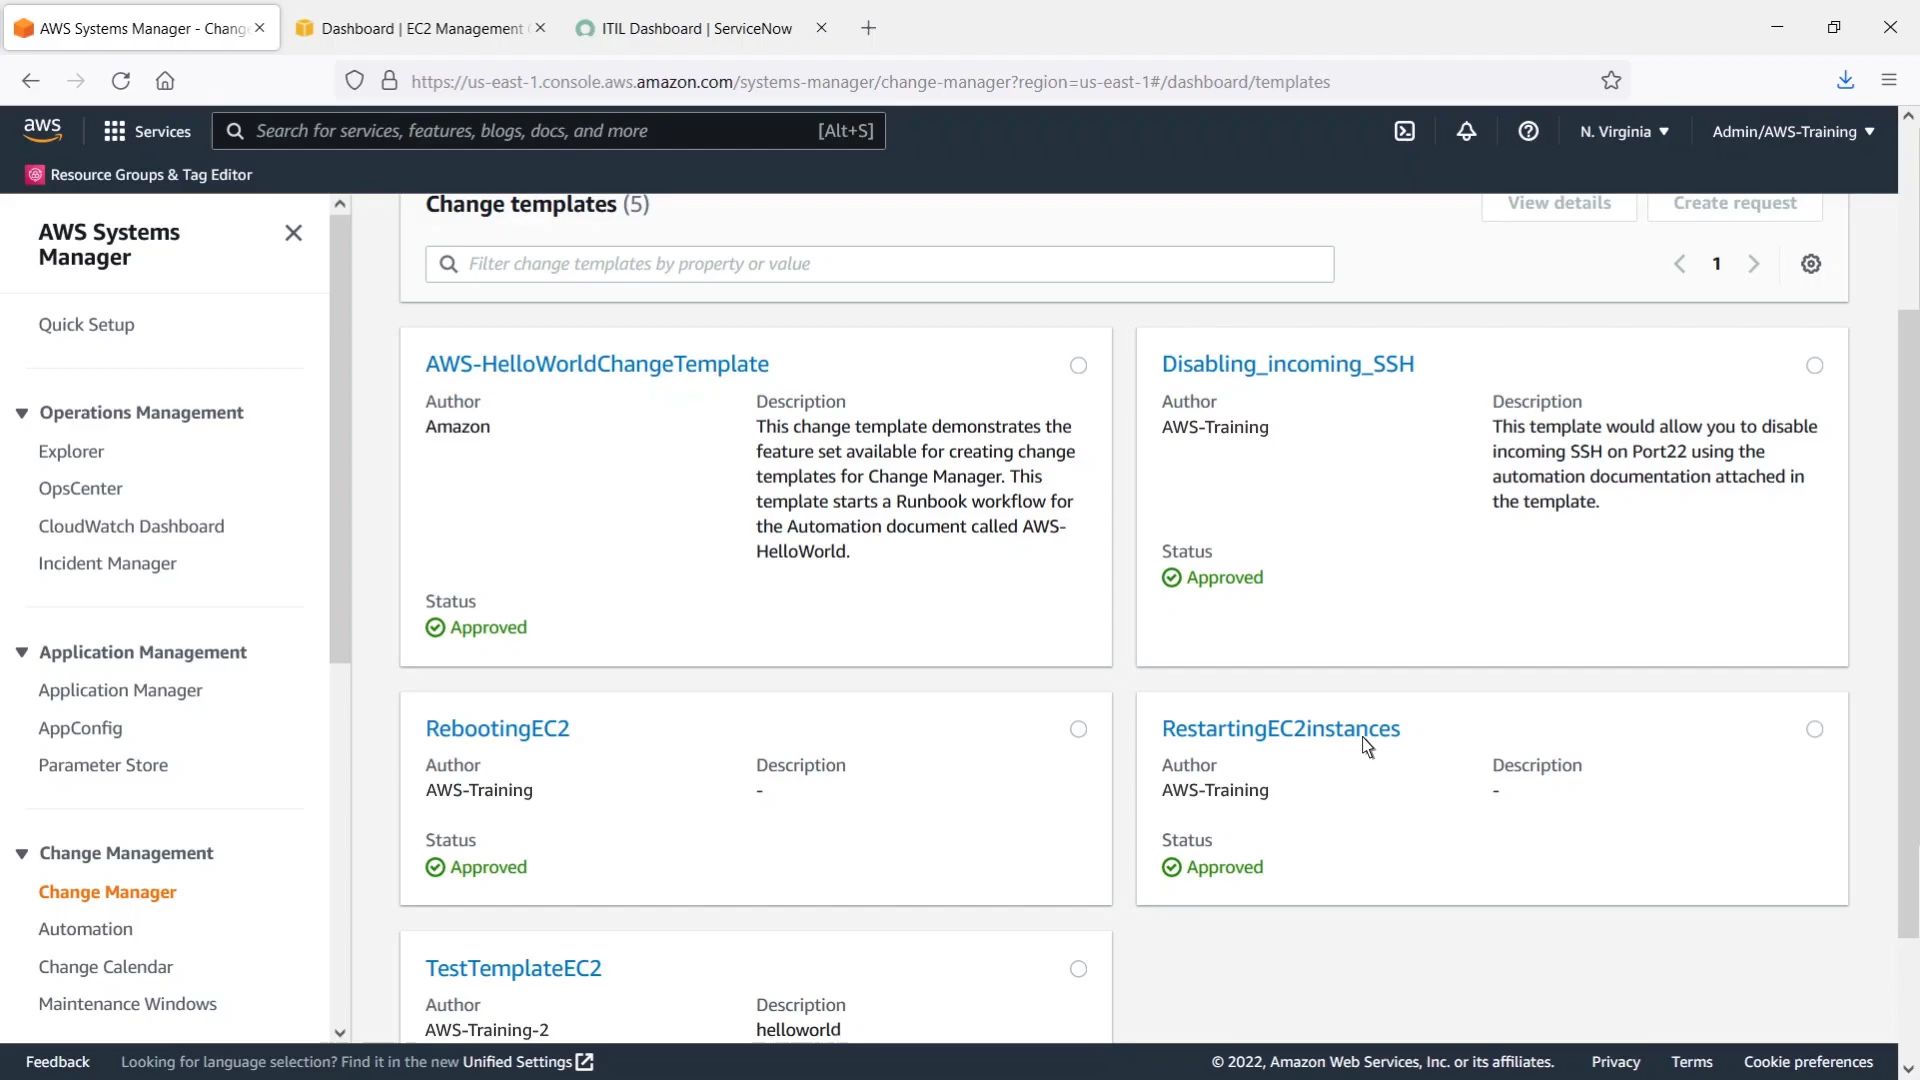 AWS Systems Manager - Chang
Dashboard | EC2 Management
ITIL Dashboard | ServiceNow
https://us-east-1.console.aws.amazon.com/systems-manager/change-manager?region=us-east-1#/dashboard/templates
aws
Services
Search for services, features, blogs, docs, and more
[Alt+S]
N. Virginia
Admin/AWS-Training
Resource Groups & Tag Editor
AWS Systems
Manager
Quick Setup
Operations Management
Explorer
OpsCenter
CloudWatch Dashboard
Incident Manager
Application Management
Application Manager
AppConfig
Parameter Store
Change Management
Change Manager
Automation
Change Calendar
Maintenance Windows
Change templates (5)
View details
Create request
Filter change templates by property or value
1
AWS-HelloWorldChangeTemplate
Author
Amazon
Description
This change template demonstrates the
feature set available for creating change
templates for Change Manager. This
template starts a Runbook workflow for
the Automation document called AWS-
HelloWorld.
Status
Approved
Disabling_incoming_SSH
Author
AWS-Training
Description
This template would allow you to disable
incoming SSH on Port22 using the
automation documentation attached in
the template.
Status
Approved
RebootingEC2
Author
AWS-Training
Description
-
Status
Approved
RestartingEC2instances
Author
AWS-Training
Description
-
Status
Approved
TestTemplateEC2
Author
AWS-Training-2
Description
helloworld
Feedback
Looking for language selection? Find it in the new Unified Settings
© 2022, Amazon Web Services, Inc. or its affiliates.
Privacy
Terms
Cookie preferences